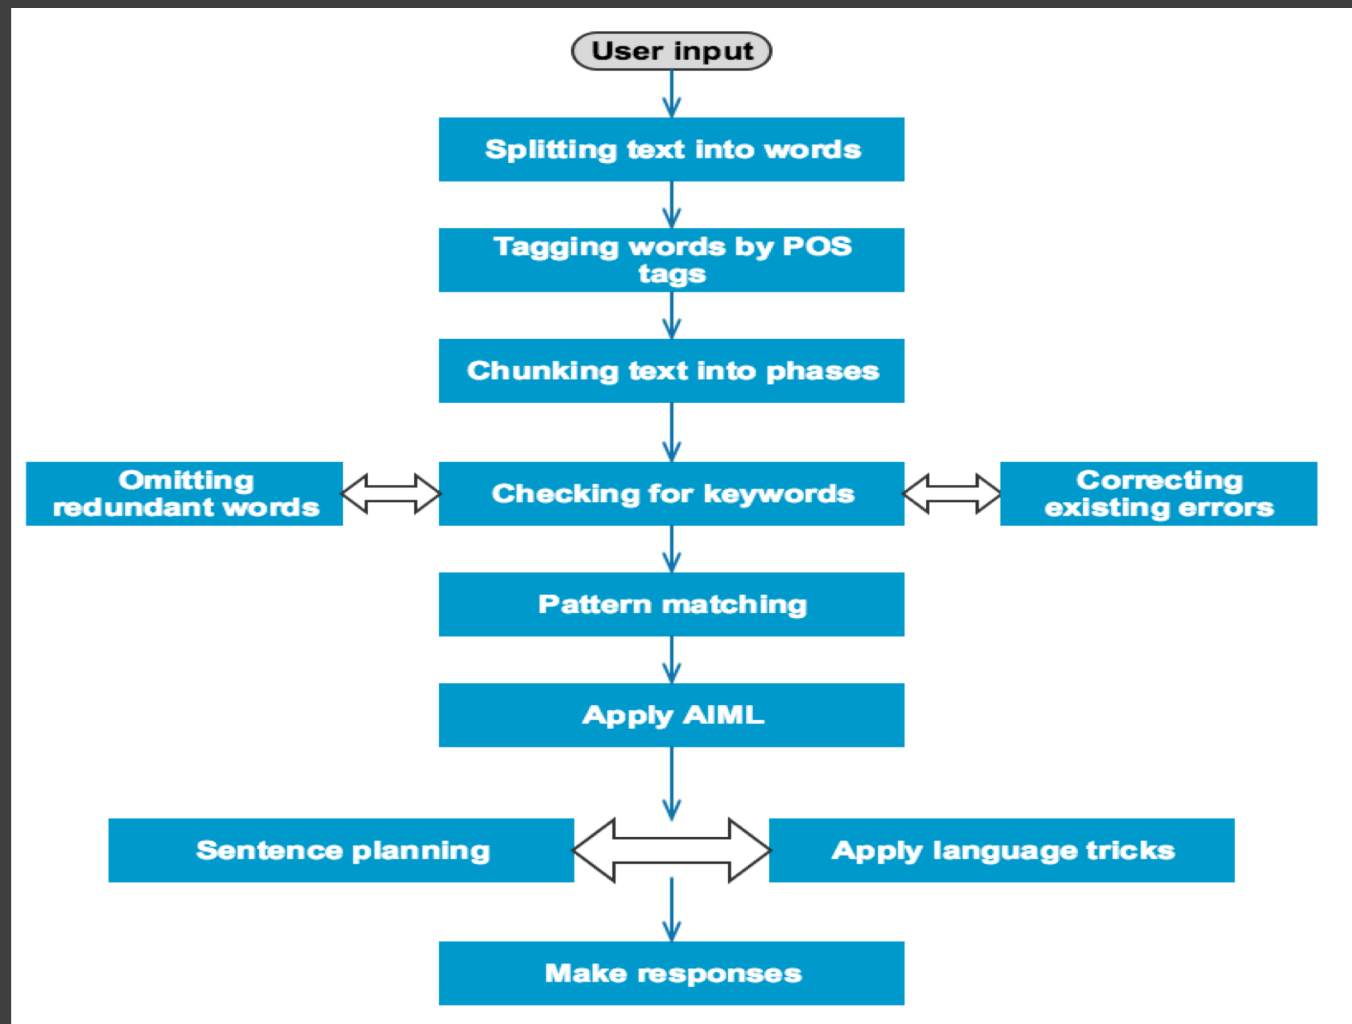 User input
Splitting text into words
Tagging words by POS
tags
Chunking text into phases
Omitting
redundant words
Checking for keywords
Correcting
existing errors
Pattern matching
Apply AIML
Sentence planning
Apply language tricks
Make responses